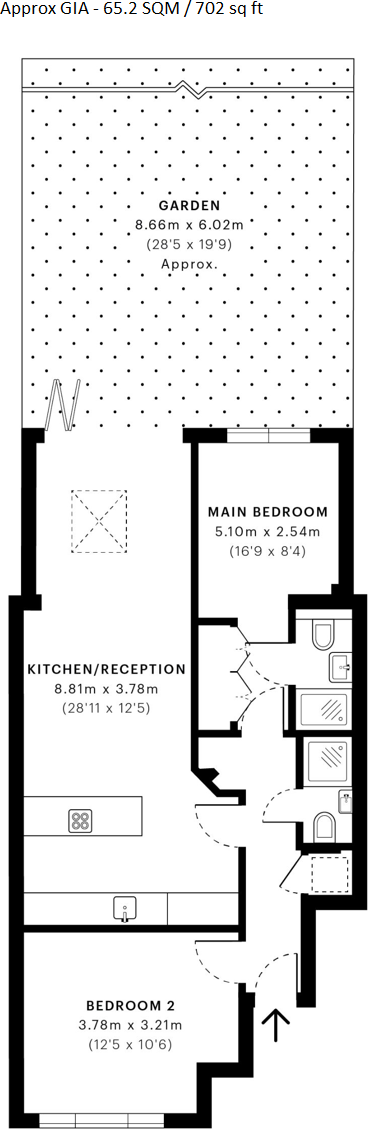 Approx GIA - 65.2 SQM / 702 sq ft
GARDEN
8.66m x 6.02m
(28'5 x 19'9)
Approx.
MAIN BEDROOM
5.10m x 2.54m
(16'9 x 8'4)
KITCHEN/RECEPTION
8.81m x 3.78m
(28'11 x 12'5)
BEDROOM 2
3.78m x 3.21m
(12'5 x 10'6)